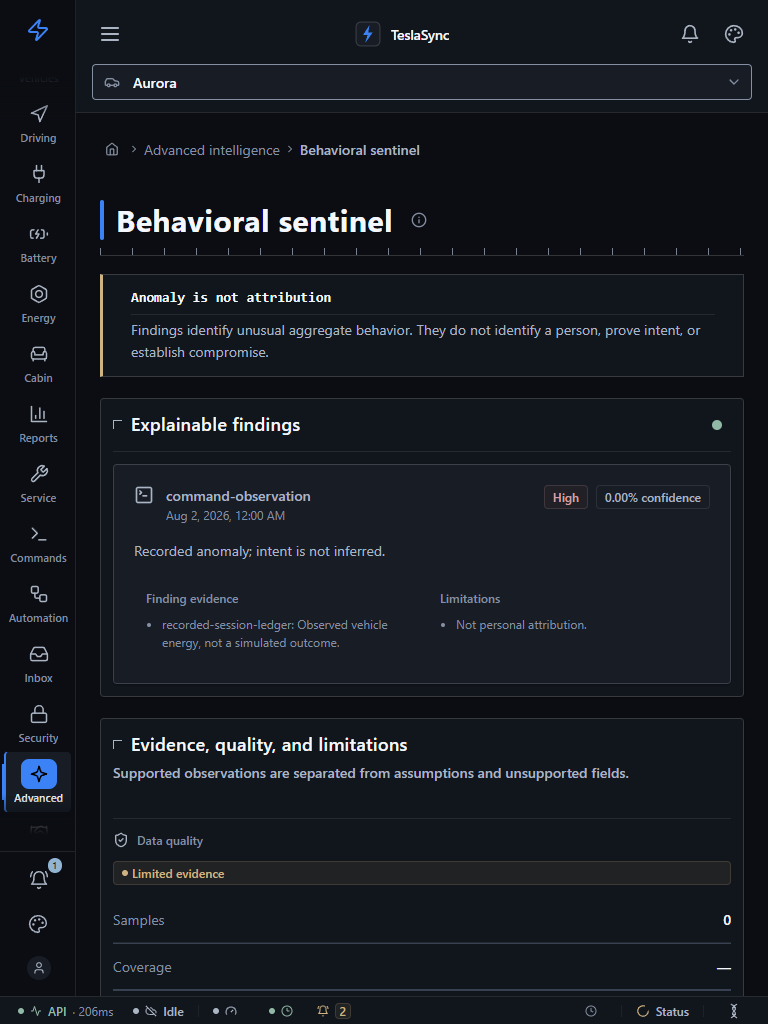 TeslaSync
Aurora
Driving
Charging
Battery
Energy
Cabin
Reports
Service
Commands
Automation
Inbox
Security
Advanced
1
Advanced intelligence
Behavioral sentinel
Behavioral sentinel
Anomaly is not attribution
Findings identify unusual aggregate behavior. They do not identify a person, prove intent, or
establish compromise.
Explainable findings
command-observation
High
0.00% confidence
Aug 2, 2026, 12:00 AM
Recorded anomaly; intent is not inferred.
Finding evidence
recorded-session-ledger: Observed vehicle
energy, not a simulated outcome.
Limitations
Not personal attribution.
Evidence, quality, and limitations
Supported observations are separated from assumptions and unsupported fields.
Data quality
Limited evidence
Samples 0
Coverage —
API · 206ms
Idle
2
Status